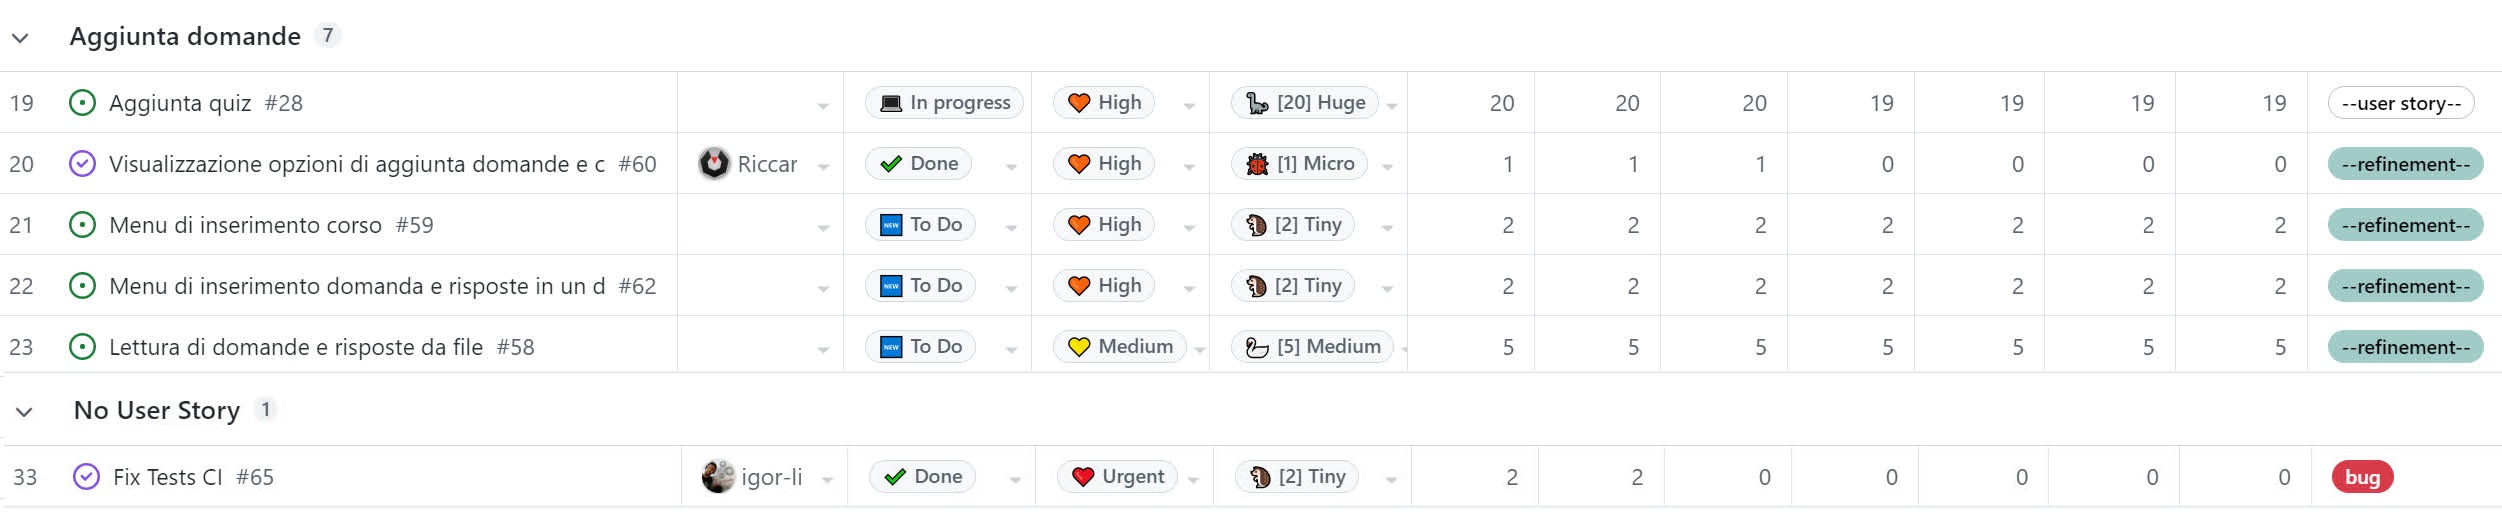 Aggiunta domande 7
19 Aggiunta quiz #28 In progress High [20] Huge 20 20 20 19 19 19 19 --user story--
20 Visualizzazione opzioni di aggiunta domande e c #60 Riccar Done High [1] Micro 1 1 1 0 0 0 0 --refinement--
21 Menu di inserimento corso #59 NEW To Do High [2] Tiny 2 2 2 2 2 2 2 --refinement--
22 Menu di inserimento domanda e risposte in un d #62 NEW To Do High [2] Tiny 2 2 2 2 2 2 2 --refinement--
23 Lettura di domande e risposte da file #58 NEW To Do Medium [5] Medium 5 5 5 5 5 5 5 --refinement--
No User Story 1
33 Fix Tests CI #65 igor-li Done Urgent [2] Tiny 2 2 0 0 0 0 0 bug